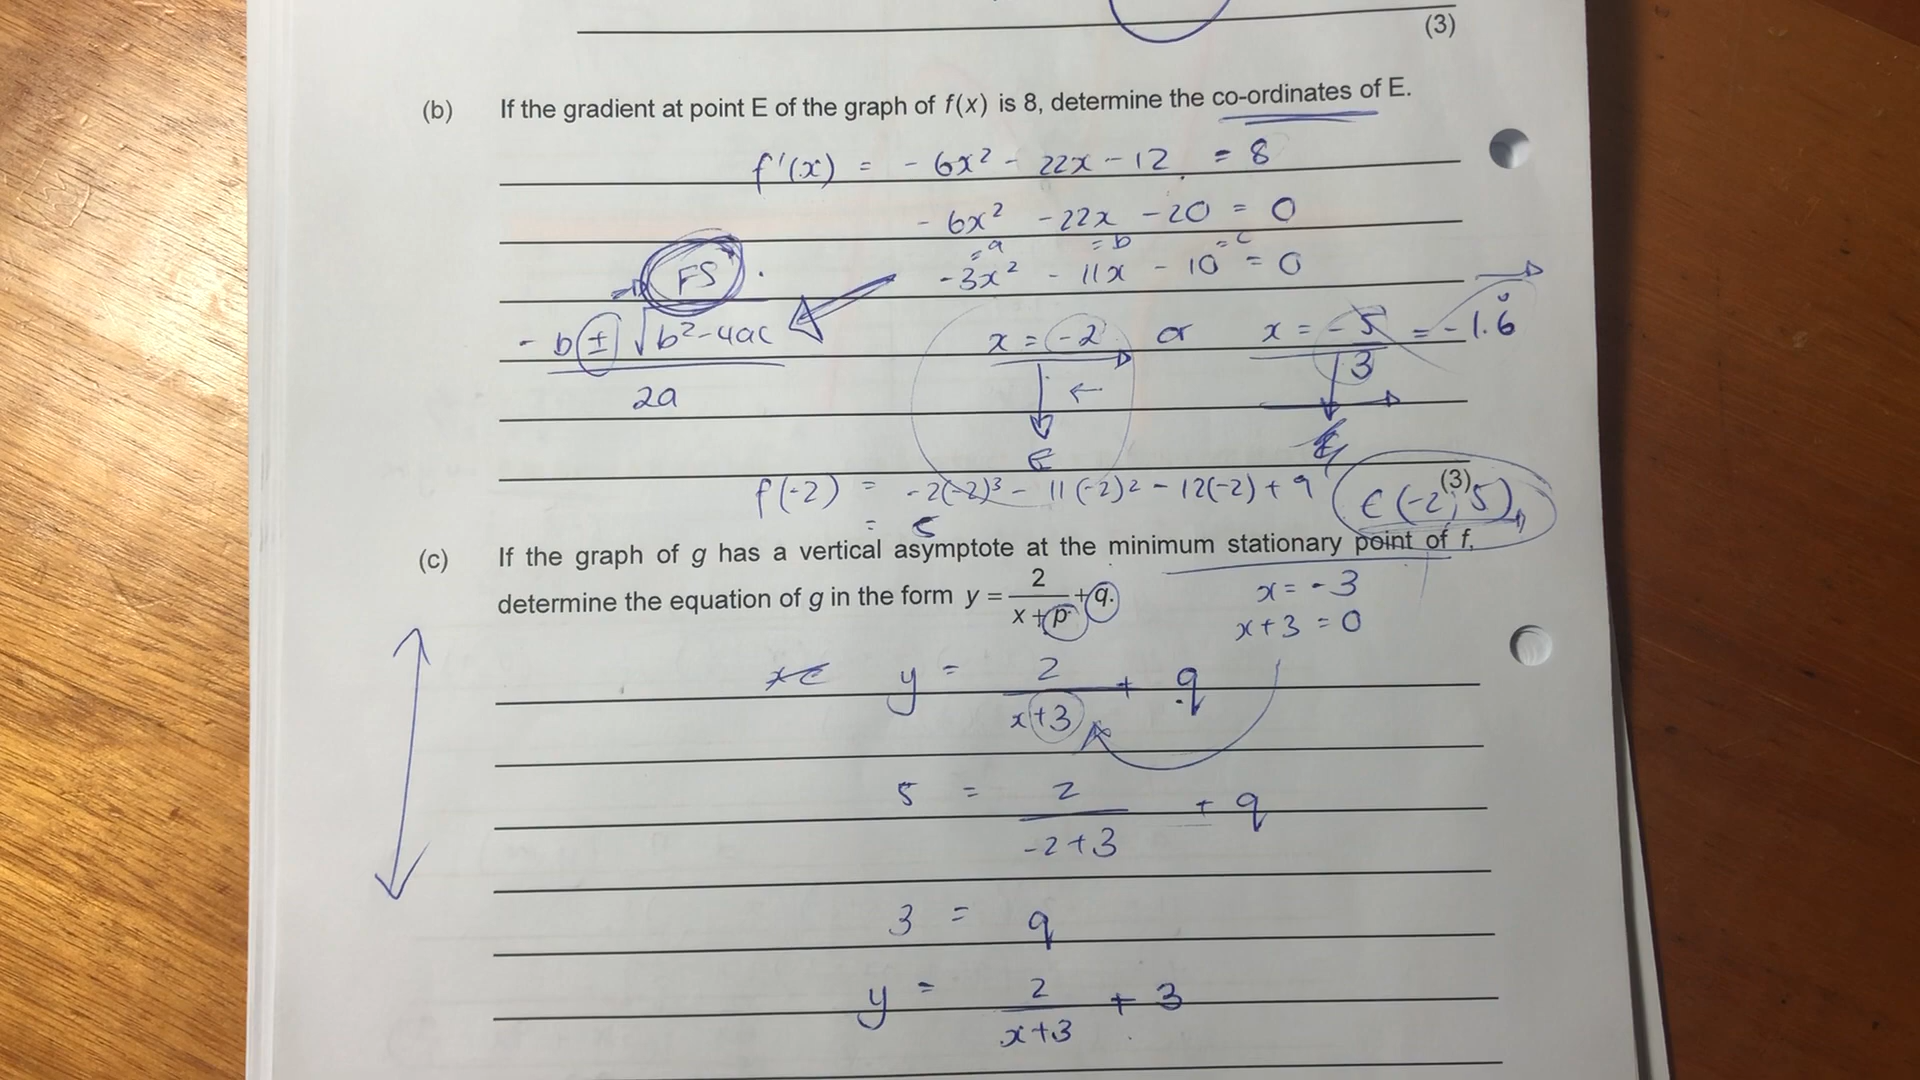 (3)
(b) If the gradient at point E of the graph of f(x) is 8, determine the co-ordinates of E.
f'(x) = - 6x² - 22x - 12 = 8
- 6x² - 22x - 20 = 0
= a = b = c
FS . -3x² - 11x - 10 = 0
- b ± √b²-4ac x = -2 or x = - 5 = -1.6̇
2a 3
E
f(-2) = -2(-2)³ - 11(-2)² - 12(-2) + 9 (3)
= 5 E(-2;5)
(c) If the graph of g has a vertical asymptote at the minimum stationary point of f,
determine the equation of g in the form y = 2/(x + p) + q.
x = -3
x + 3 = 0
y = 2/(x+3) + q
5 = 2/(-2+3) + q
3 = q
y = 2/(x+3) + 3